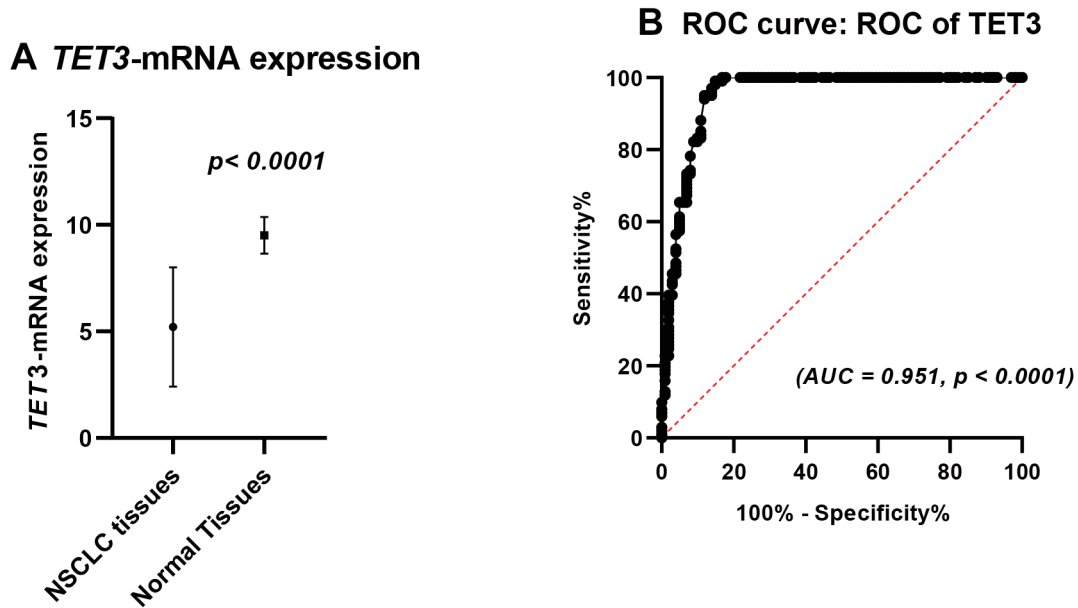 A TET3-mRNA expression
TET3-mRNA expression
15
10
5
0
p< 0.0001
NSCLC tissues
Normal Tissues
B ROC curve: ROC of TET3
Sensitivity%
100
80
60
40
20
0
(AUC = 0.951, p < 0.0001)
0 20 40 60 80 100
100% - Specificity%